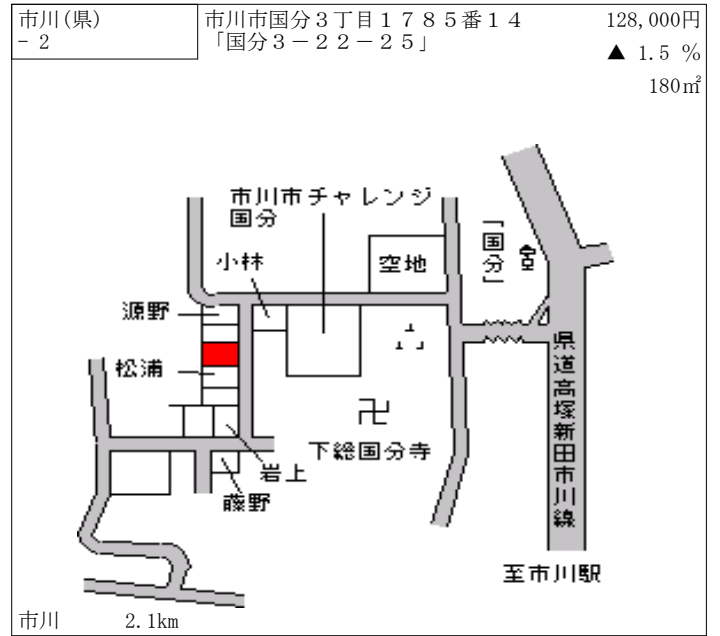 市川(県)
- 2
市川市国分３丁目１７８５番１４
「国分３－２２－２５」
128,000円
▲ 1.5 %
180㎡
市川市チャレンジ
国分
小林
空地
「国分」
源野
松浦
卍
下総国分寺
岩上
藤野
県道高塚新田市川線
至市川駅
市川 2.1km